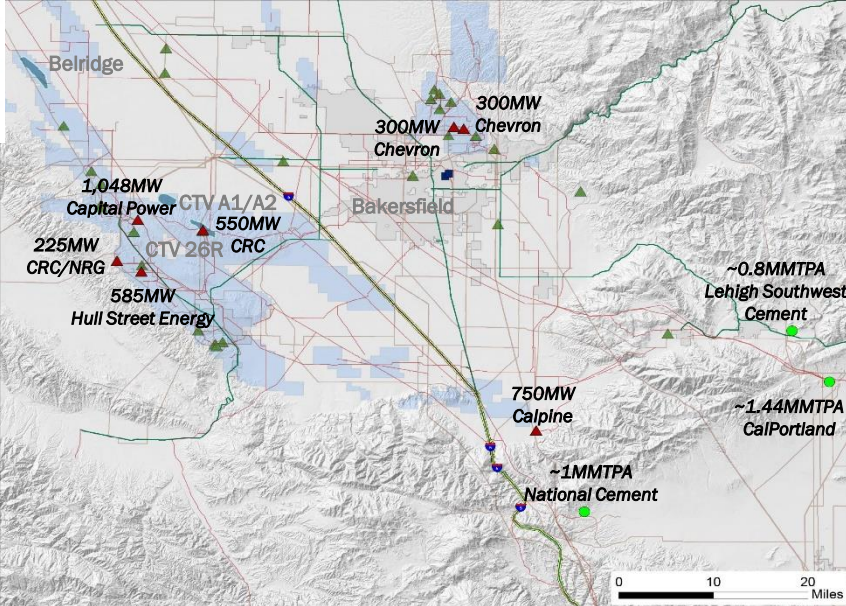 Belridge
300MW
Chevron
300MW
Chevron
1,048MW
Capital Power
CTV A1/A2
550MW
CRC
Bakersfield
225MW
CRC/NRG
CTV 26R
585MW
Hull Street Energy
~0.8MMTPA
Lehigh Southwest
Cement
750MW
Calpine
~1.44MMTPA
CalPortland
~1MMTPA
National Cement
0 10 20
Miles